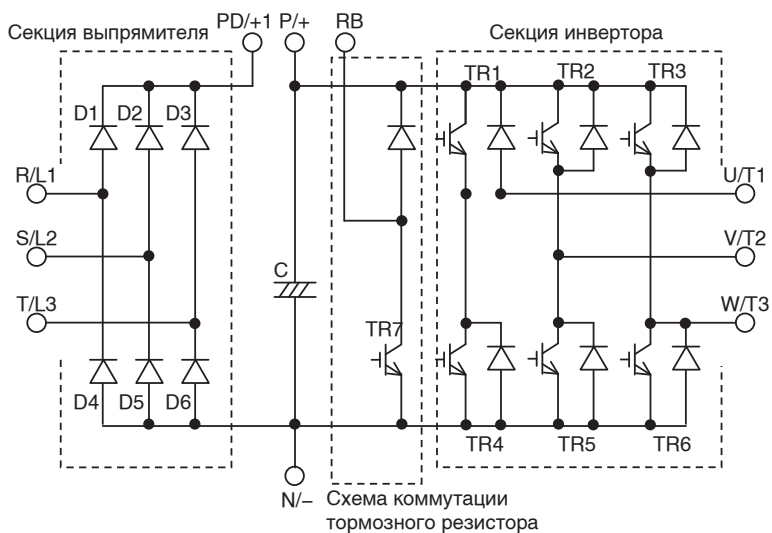 PD/+1 P/+ RB
Секция выпрямителя
Секция инвертора
TR1 TR2 TR3
D1 D2 D3
R/L1
U/T1
S/L2
V/T2
C
T/L3
W/T3
TR7
D4 D5 D6
TR4 TR5 TR6
N/−
Схема коммутации
тормозного резистора